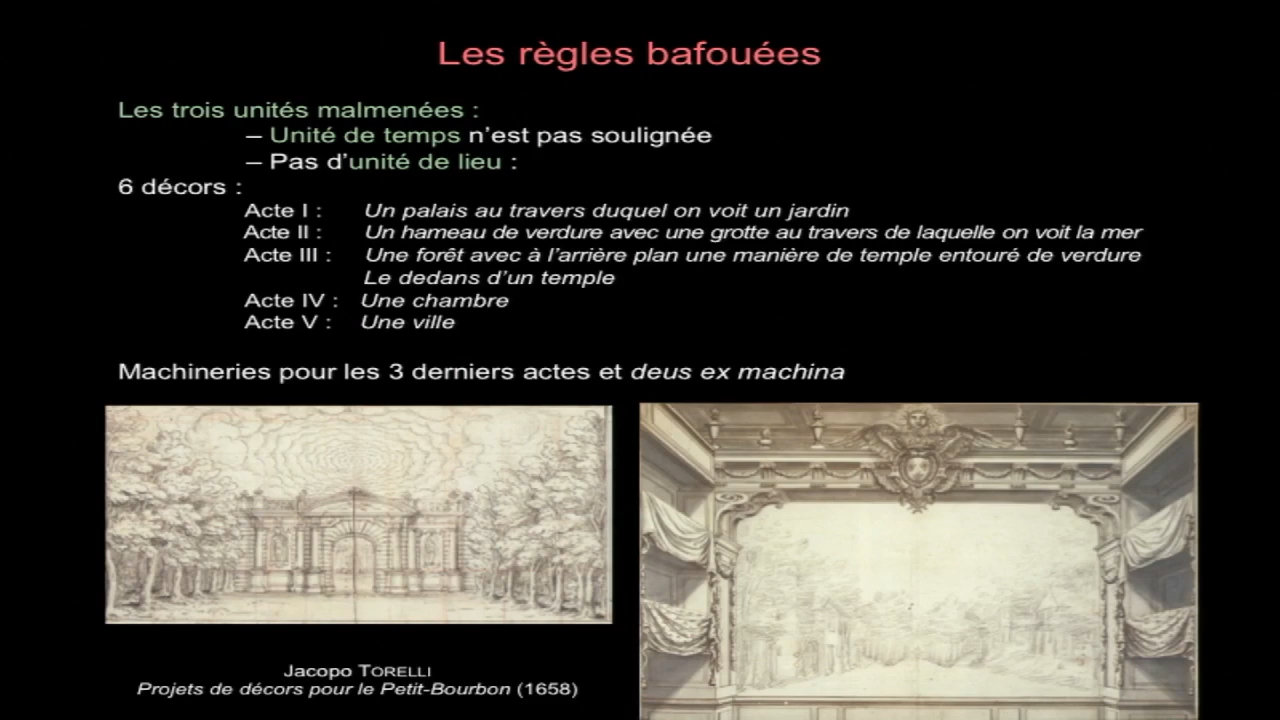 Les règles bafouées
Les trois unités malmenées :
– Unité de temps n'est pas soulignée
– Pas d'unité de lieu :
6 décors :
Acte I : Un palais au travers duquel on voit un jardin
Acte II : Un hameau de verdure avec une grotte au travers de laquelle on voit la mer
Acte III : Une forêt avec à l'arrière plan une manière de temple entouré de verdure
Le dedans d'un temple
Acte IV : Une chambre
Acte V : Une ville
Machineries pour les 3 derniers actes et deus ex machina
Jacopo TORELLI
Projets de décors pour le Petit-Bourbon (1658)